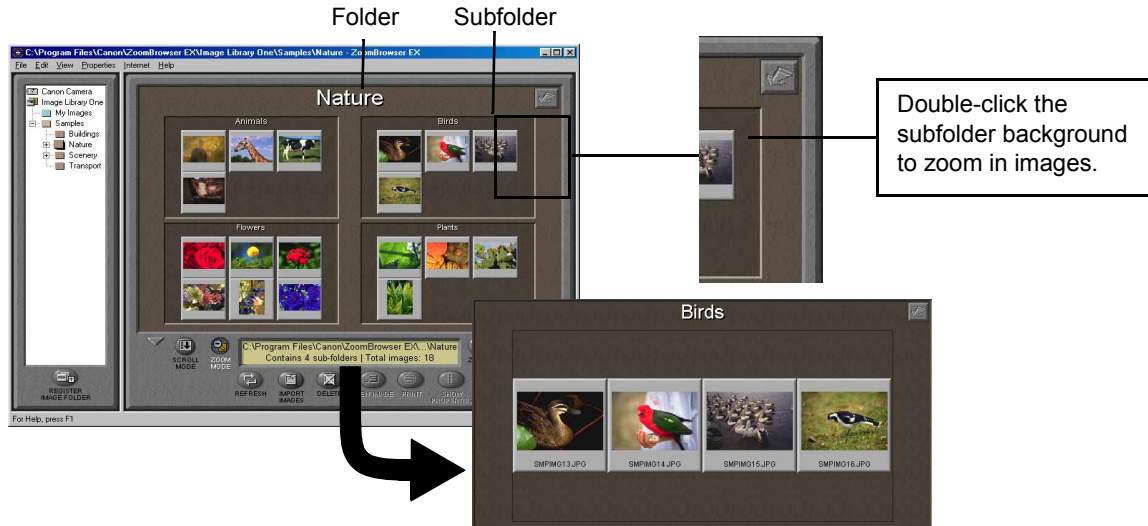 Folder Subfolder
C:\Program Files\Canon\ZoomBrowser EX\Image Library One\Samples\Nature - ZoomBrowser EX
File Edit View Properties Internet Help
Canon Camera
Image Library One
My Images
Samples
Buildings
Nature
Scenery
Transport
Nature
Animals Birds
Flowers Plants
Double-click the
subfolder background
to zoom in images.
SCROLL
MODE
ZOOM
MODE
C:\Program Files\Canon\ZoomBrowser EX\...\Nature
Contains 4 sub-folders | Total images: 18
REFRESH
IMPORT
IMAGES
DELETE
PRINT
SHOW
PROPERTIES
REGISTER
IMAGE FOLDER
For Help, press F1
Birds
SMPIMG13.JPG SMPIMG14.JPG SMPIMG15.JPG SMPIMG16.JPG